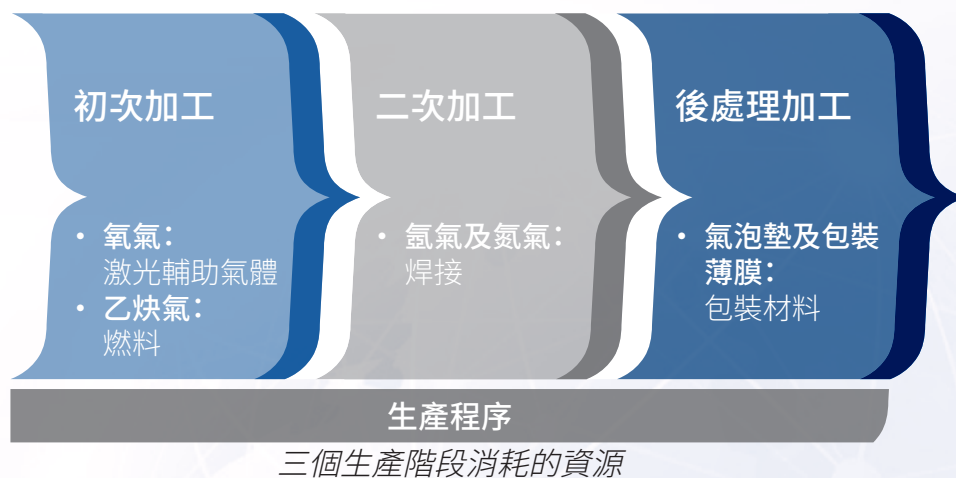 初次加工
• 氧氣：
激光輔助氣體
• 乙炔氣：
燃料
二次加工
• 氬氣及氮氣：
焊接
後處理加工
• 氣泡墊及包裝
薄膜：
包裝材料
生產程序
三個生產階段消耗的資源